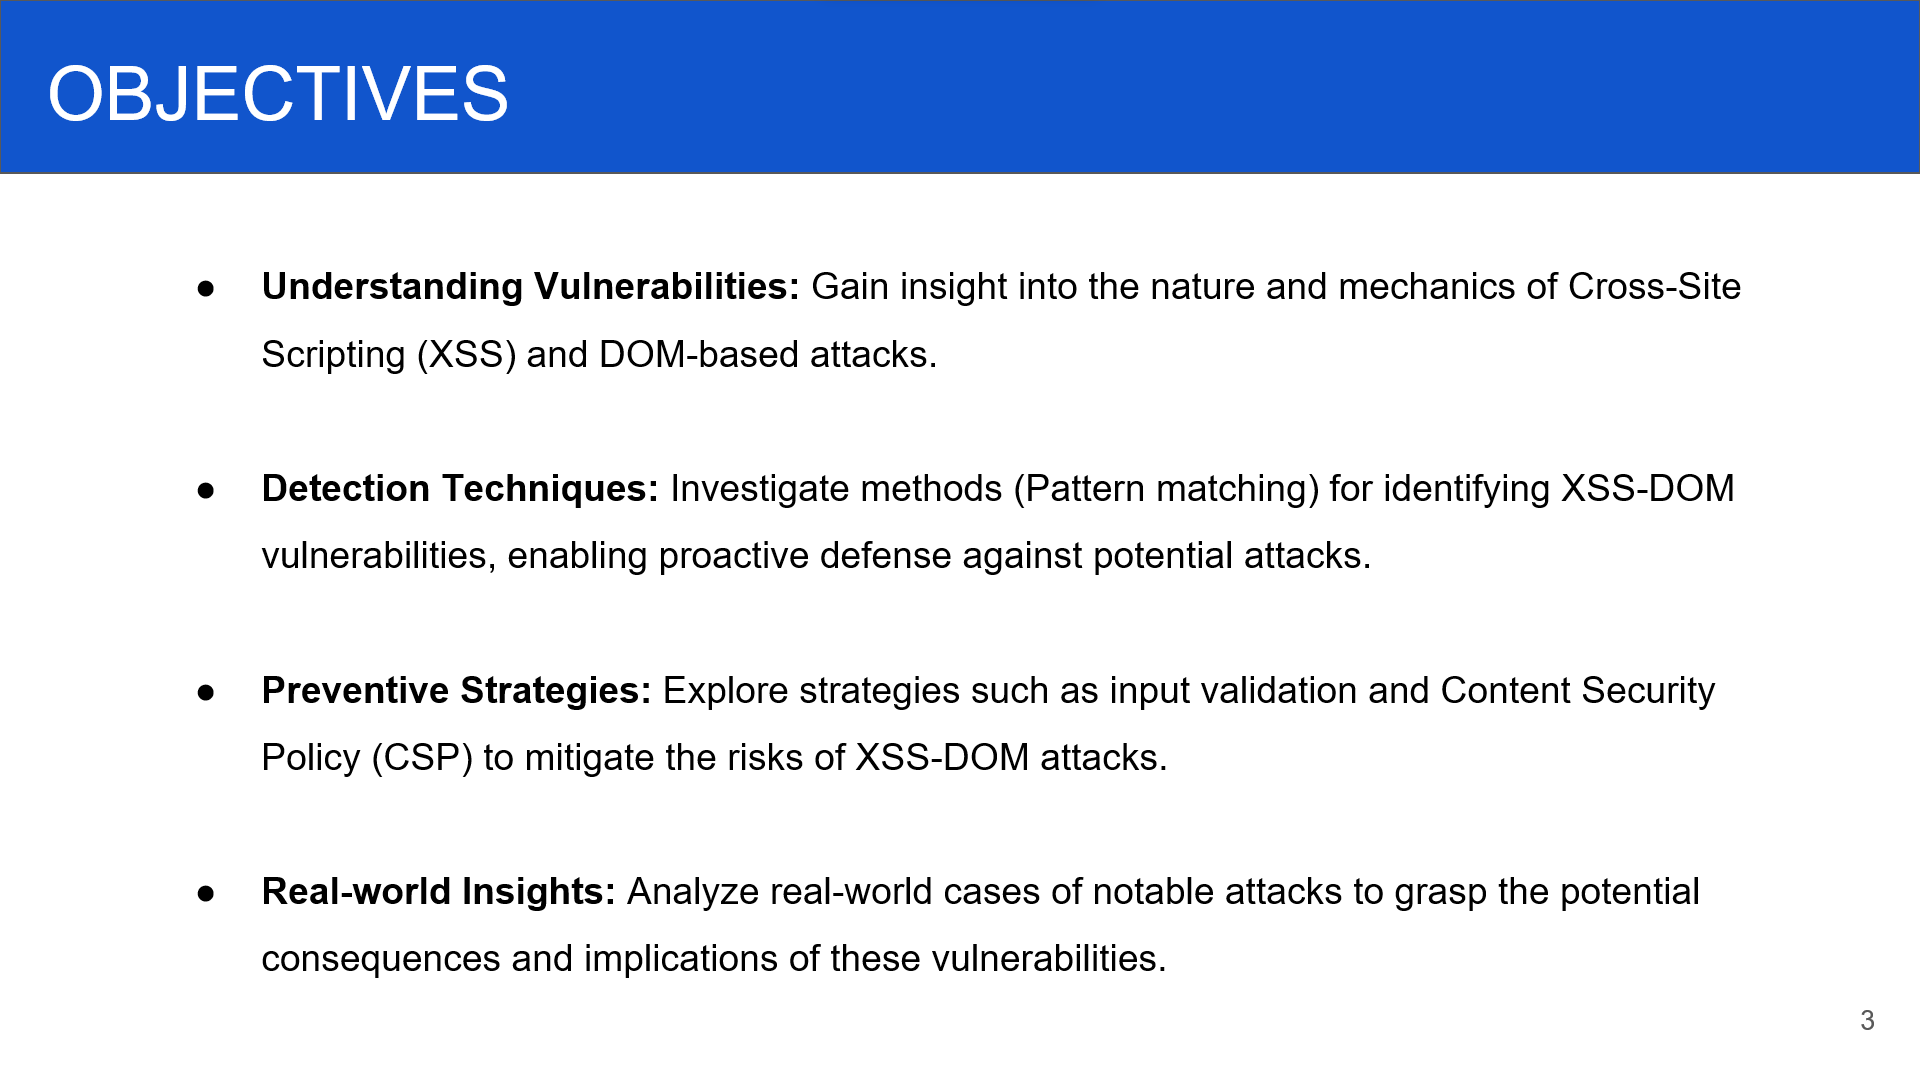 OBJECTIVES
● Understanding Vulnerabilities: Gain insight into the nature and mechanics of Cross-Site
Scripting (XSS) and DOM-based attacks.
● Detection Techniques: Investigate methods (Pattern matching) for identifying XSS-DOM
vulnerabilities, enabling proactive defense against potential attacks.
● Preventive Strategies: Explore strategies such as input validation and Content Security
Policy (CSP) to mitigate the risks of XSS-DOM attacks.
● Real-world Insights: Analyze real-world cases of notable attacks to grasp the potential
consequences and implications of these vulnerabilities.
3